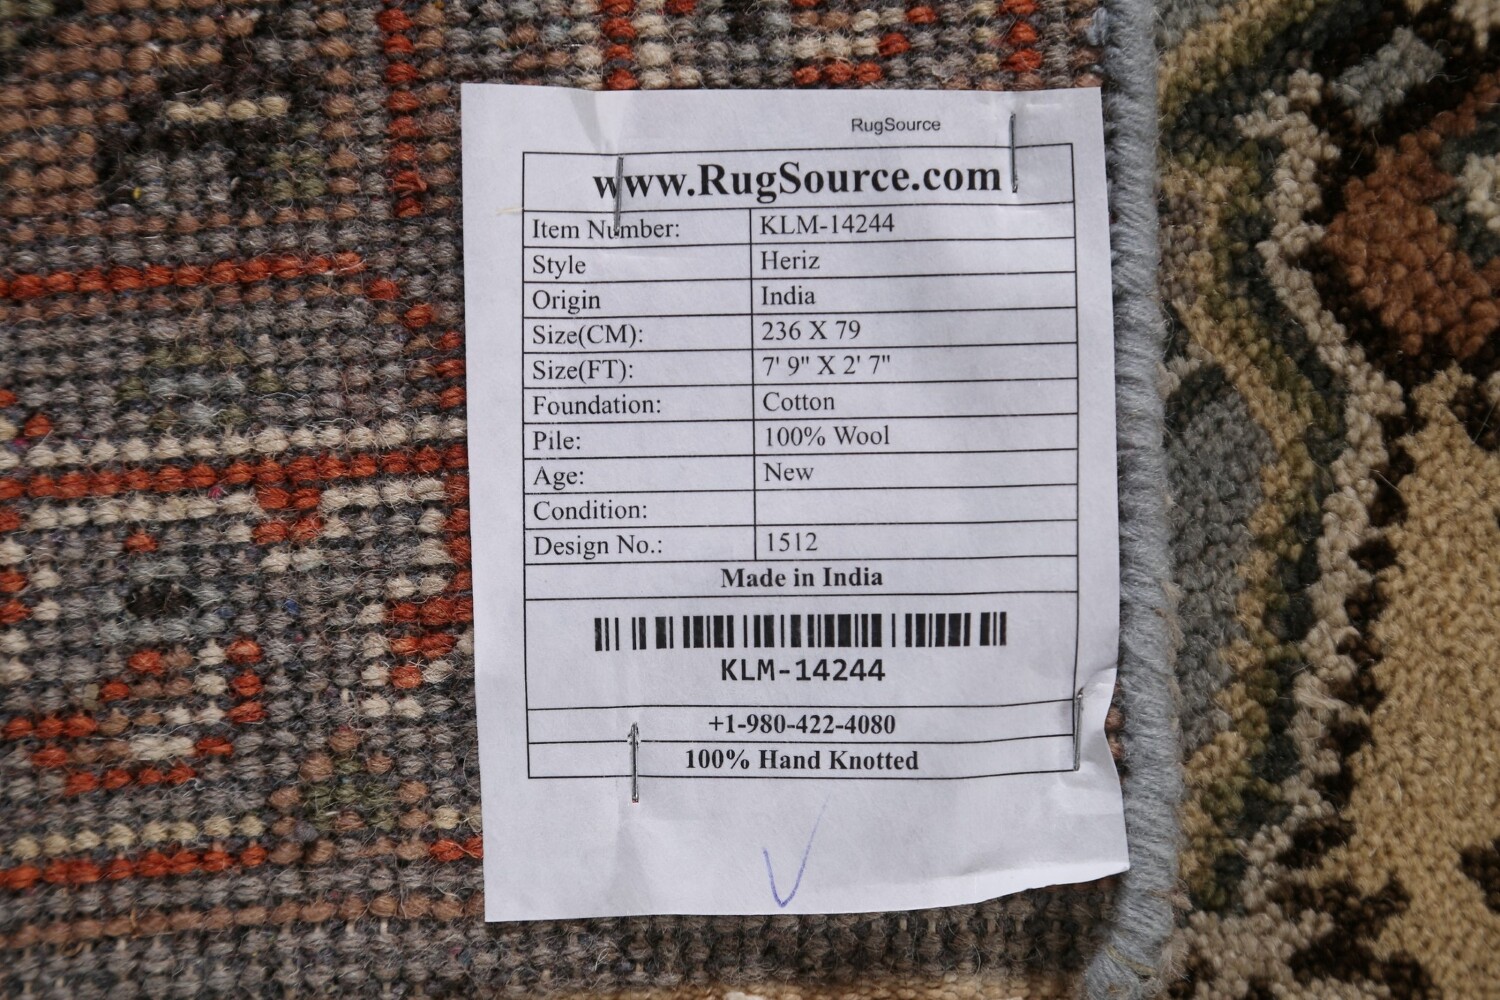 RugSource
www.RugSource.com
Item Number: KLM-14244
Style Heriz
Origin India
Size(CM): 236 X 79
Size(FT): 7' 9" X 2' 7"
Foundation: Cotton
Pile: 100% Wool
Age: New
Condition:
Design No.: 1512
Made in India
KLM-14244
+1-980-422-4080
100% Hand Knotted